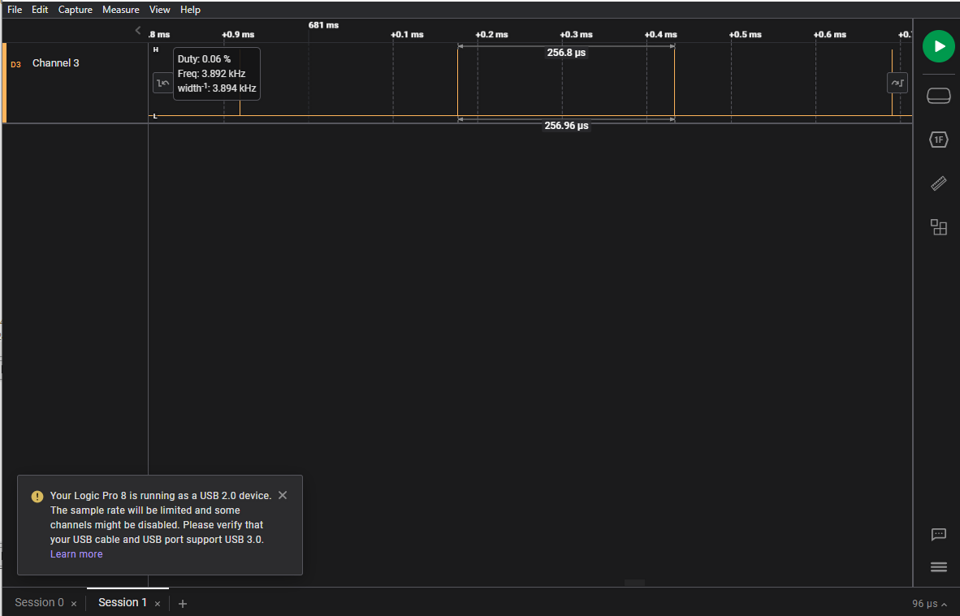 File Edit Capture Measure View Help
681 ms
.8 ms +0.9 ms +0.1 ms +0.2 ms +0.3 ms +0.4 ms +0.5 ms +0.6 ms +0.
D3 Channel 3
H
Duty: 0.06 %
Freq: 3.892 kHz
width-1: 3.894 kHz
256.8 µs
L
256.96 µs
1F
Your Logic Pro 8 is running as a USB 2.0 device.
The sample rate will be limited and some
channels might be disabled. Please verify that
your USB cable and USB port support USB 3.0.
Learn more
Session 0 × Session 1 × +
96 µs